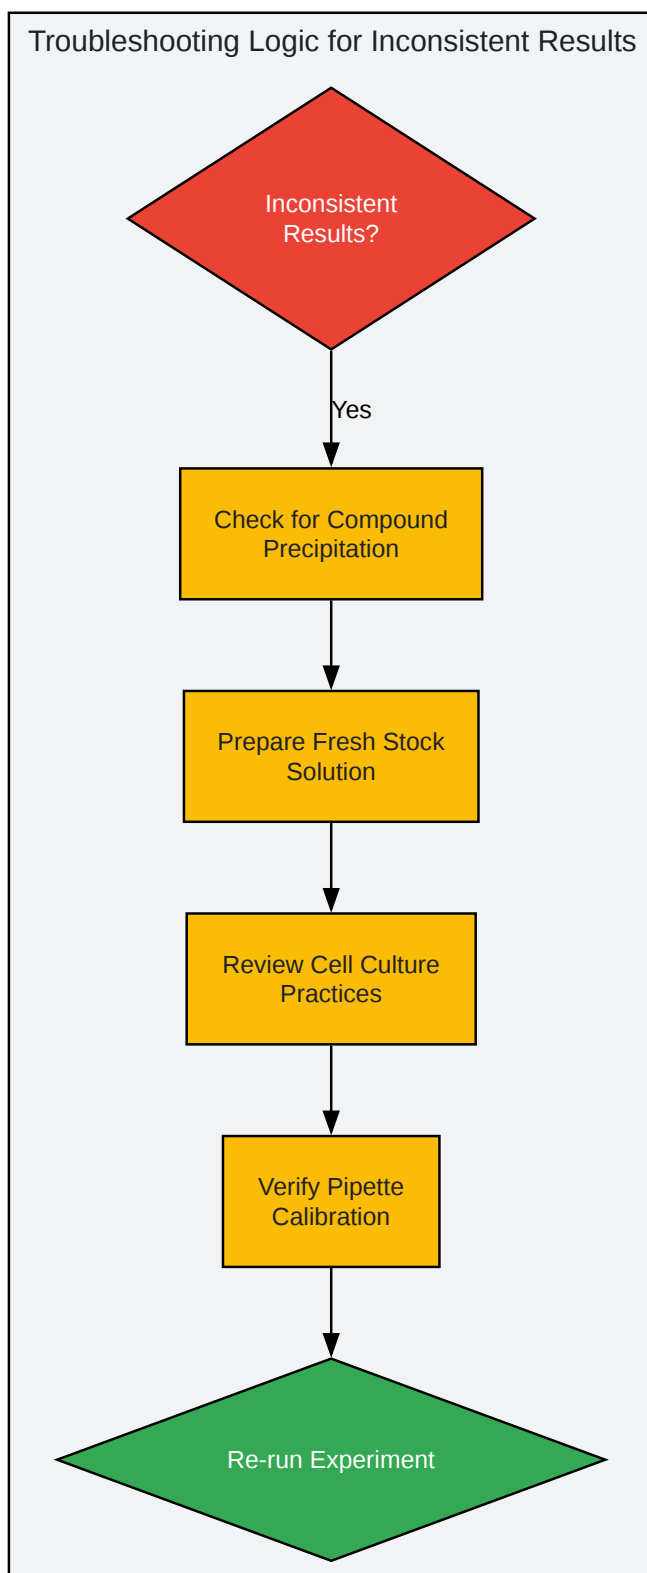 Troubleshooting Logic for Inconsistent Results
Inconsistent
Results?
Yes
Check for Compound
Precipitation
Prepare Fresh Stock
Solution
Review Cell Culture
Practices
Verify Pipette
Calibration
Re-run Experiment